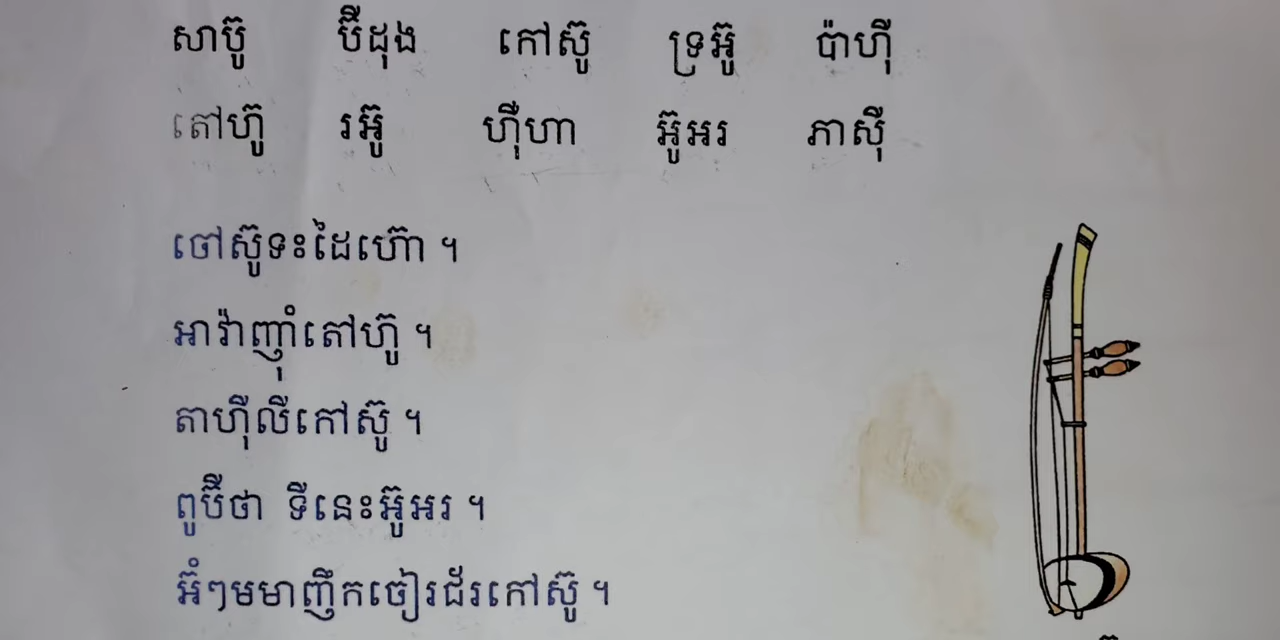 សាប៊ូ ប៊ីដុង កៅស៊ូ ទ្រអ៊ូ ប៉ាហ៊ី
តៅហ៊ូ រអ៊ូ ហ៊ីហា អ៊ូអរ ភាស៊ី
ចៅស៊ូទះដៃហ៊ោ ។
អាវ៉ាញ៉ាំតៅហ៊ូ ។
តាហ៊ីលីកៅស៊ូ ។
ពូប៊ីថា ទីនេះអ៊ូអរ ។
អ៊ំៗមមាញឹកចៀរជ័រកៅស៊ូ ។